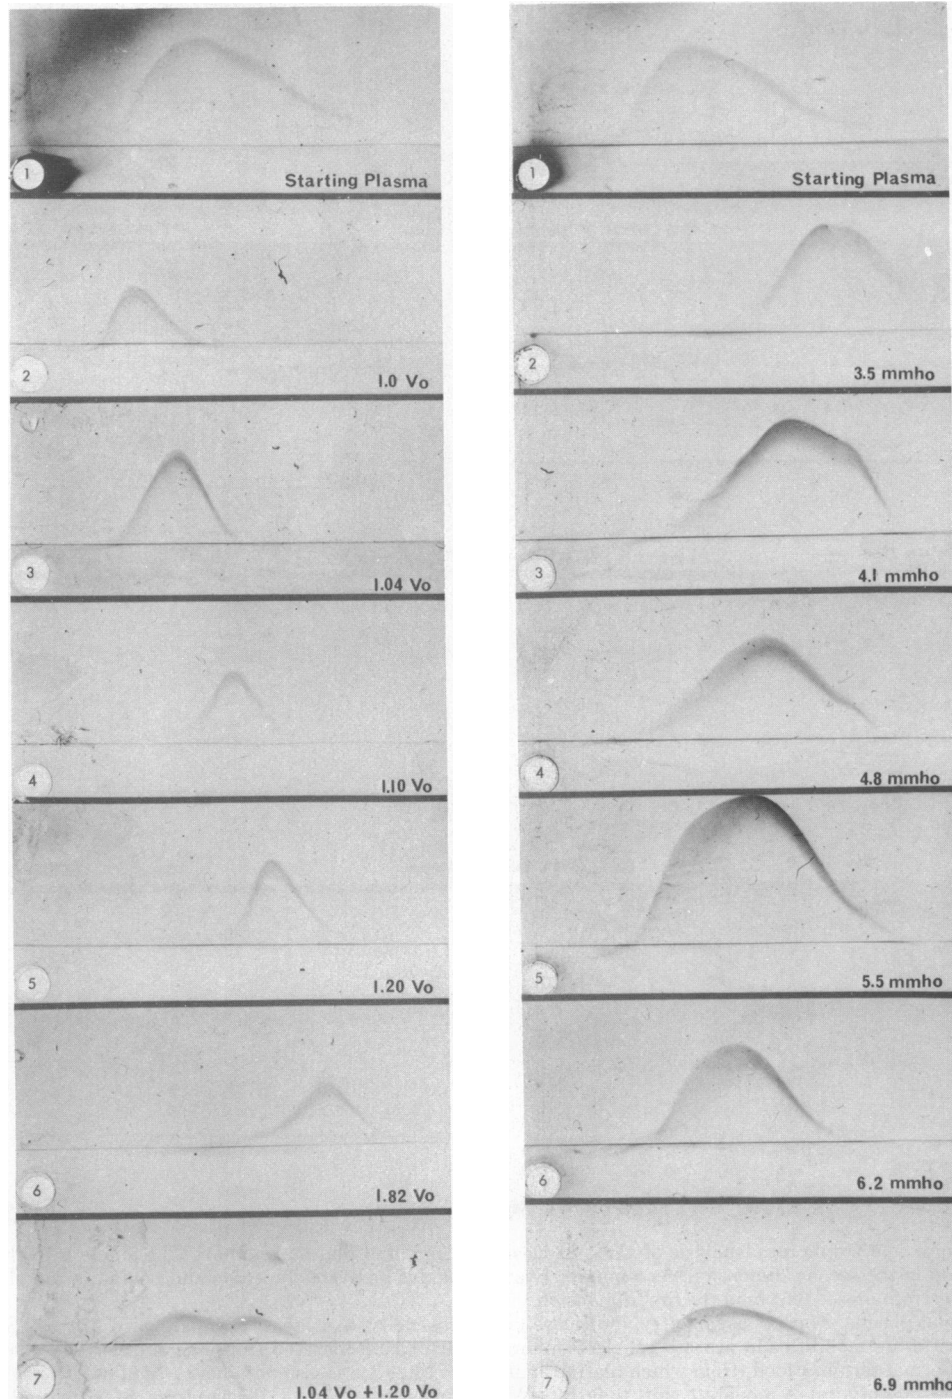 1
Starting Plasma
2
1.0 Vo
3
1.04 Vo
4
1.10 Vo
5
1.20 Vo
6
1.82 Vo
7
1.04 Vo + 1.20 Vo
1
Starting Plasma
2
3.5 mmho
3
4.1 mmho
4
4.8 mmho
5
5.5 mmho
6
6.2 mmho
7
6.9 mmho